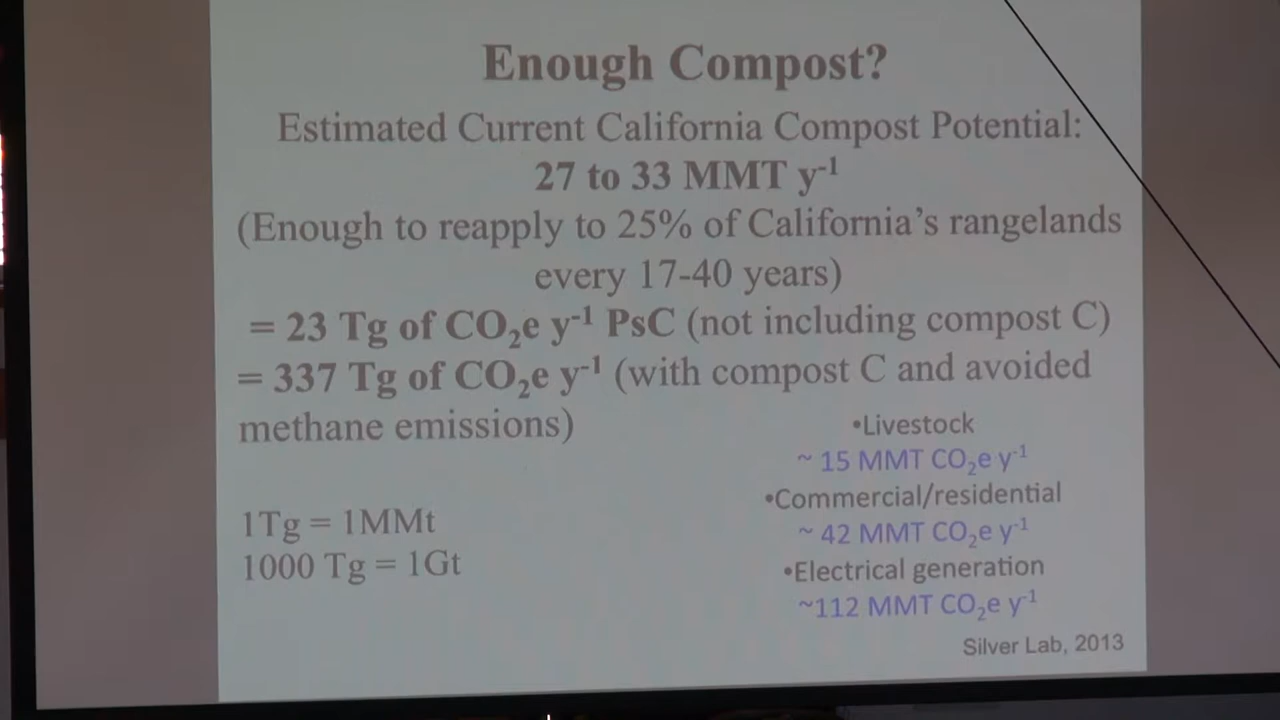 Enough Compost?
Estimated Current California Compost Potential:
27 to 33 MMT y⁻¹
(Enough to reapply to 25% of California’s rangelands
every 17-40 years)
= 23 Tg of CO₂e y⁻¹ PsC (not including compost C)
= 337 Tg of CO₂e y⁻¹ (with compost C and avoided
methane emissions)
1Tg = 1MMt
1000 Tg = 1Gt
•Livestock
~ 15 MMT CO₂e y⁻¹
•Commercial/residential
~ 42 MMT CO₂e y⁻¹
•Electrical generation
~112 MMT CO₂e y⁻¹
Silver Lab, 2013